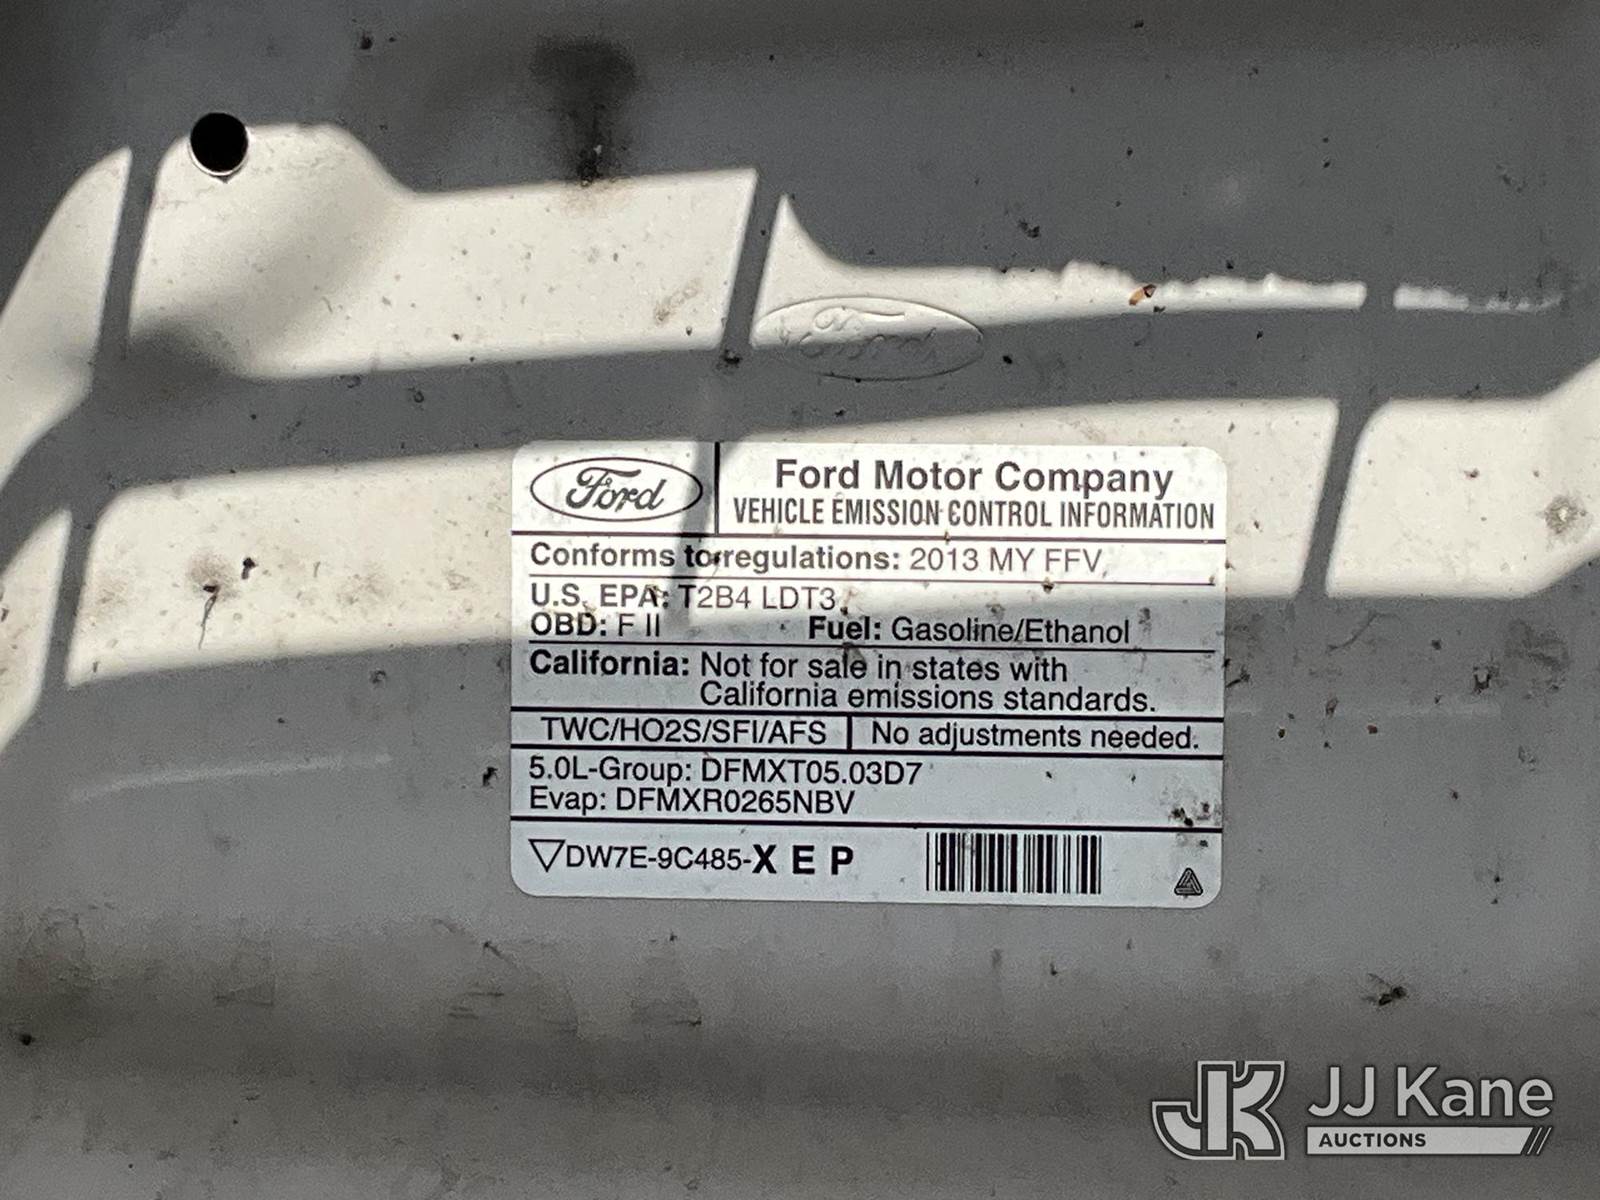 Ford
Ford
Ford Motor Company
VEHICLE EMISSION CONTROL INFORMATION
Conforms to regulations: 2013 MY FFV
U.S. EPA: T2B4 LDT3
OBD: F II Fuel: Gasoline/Ethanol
California: Not for sale in states with
California emissions standards.
TWC/HO2S/SFI/AFS No adjustments needed.
5.0L-Group: DFMXT05.03D7
Evap: DFMXR0265NBV
DW7E-9C485-X E P
JK JJ Kane
AUCTIONS